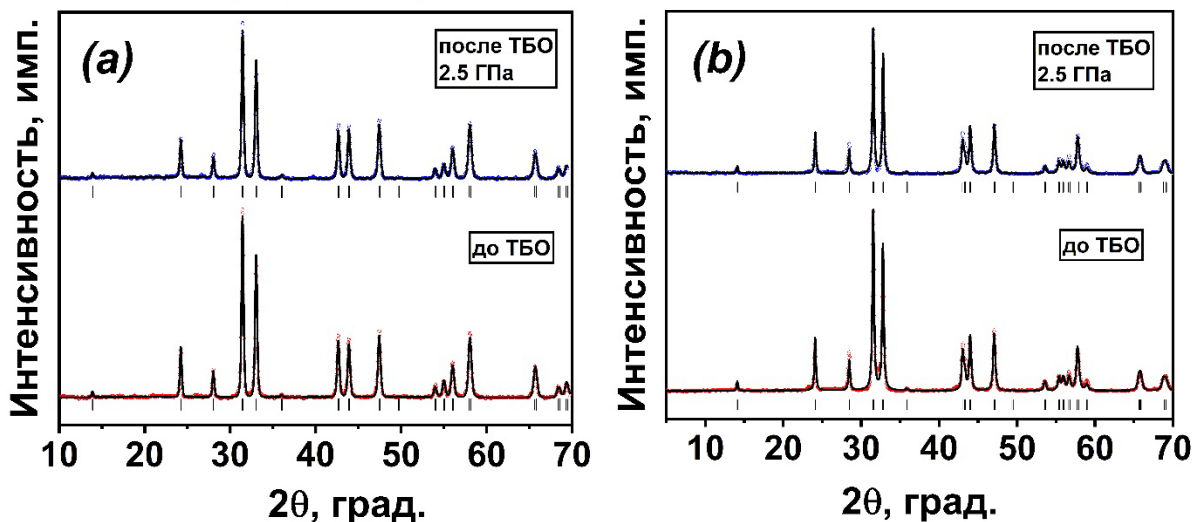 (a)
после ТБО
2.5 ГПа
до ТБО
Интенсивность, имп.
10 20 30 40 50 60 70
2θ, град.
(b)
после ТБО
2.5 ГПа
до ТБО
Интенсивность, имп.
10 20 30 40 50 60 70
2θ, град.